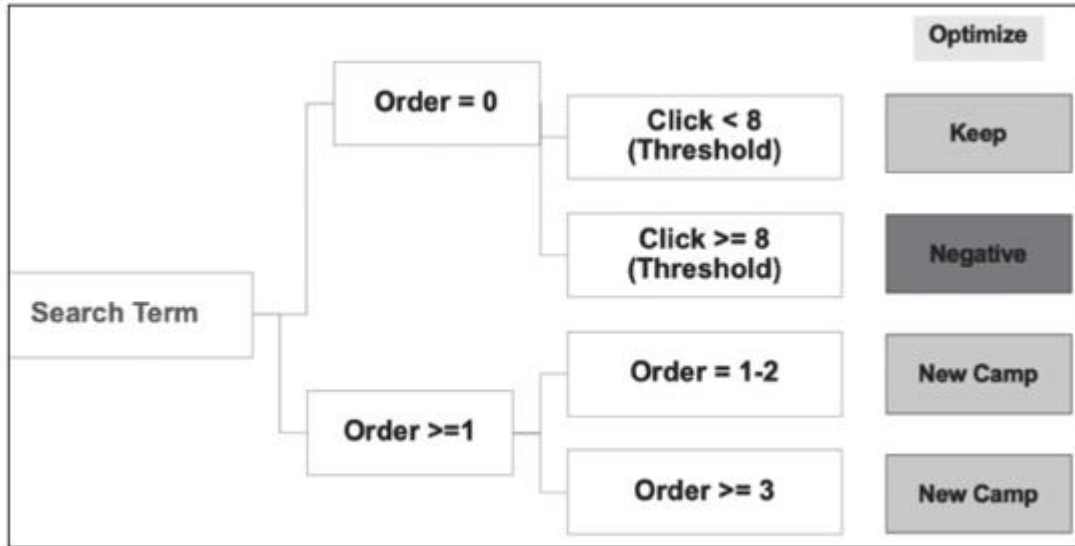 Optimize
Order = 0
Click < 8
(Threshold)
Keep
Click >= 8
(Threshold)
Negative
Search Term
Order = 1-2
New Camp
Order >=1
Order >= 3
New Camp